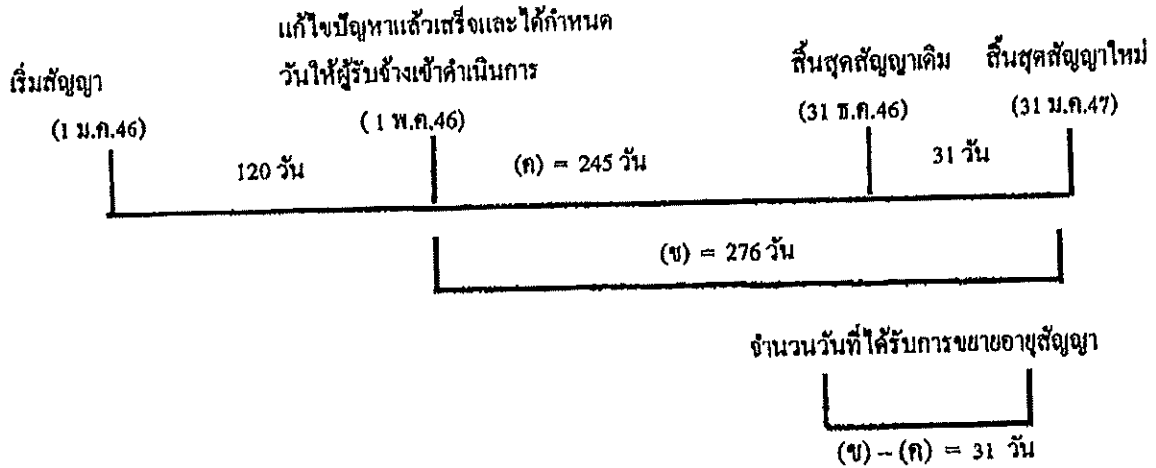 แก้ไขปัญหาแล้วเสร็จและได้กำหนด
วันให้ผู้รับจ้างเข้าดำเนินการ
เริ่มสัญญา
สิ้นสุดสัญญาเดิม
สิ้นสุดสัญญาใหม่
(1 ม.ค.46)
( 1 พ.ค.46)
(31 ธ.ค.46)
(31 ม.ค.47)
120 วัน
(ค) = 245 วัน
31 วัน
(ข) = 276 วัน
จำนวนวันที่ได้รับการขยายอายุสัญญา
(ข) – (ค) = 31 วัน